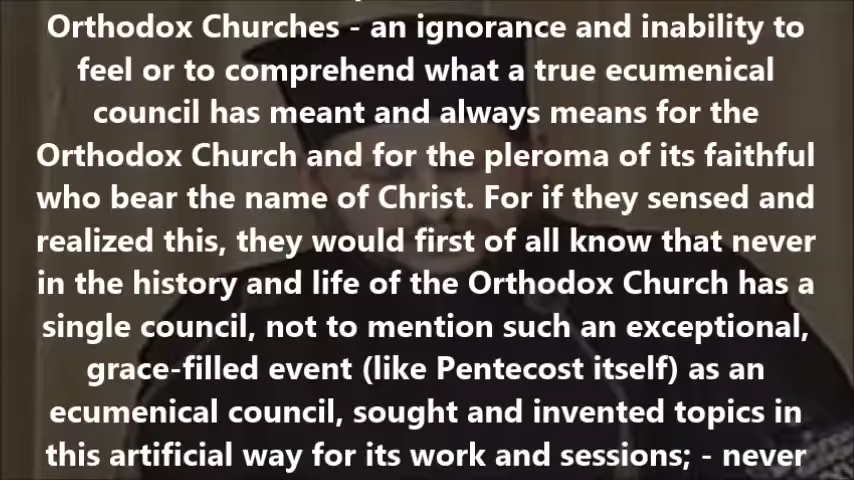 Orthodox Churches - an ignorance and inability to
feel or to comprehend what a true ecumenical
council has meant and always means for the
Orthodox Church and for the pleroma of its faithful
who bear the name of Christ. For if they sensed and
realized this, they would first of all know that never
in the history and life of the Orthodox Church has a
single council, not to mention such an exceptional,
grace-filled event (like Pentecost itself) as an
ecumenical council, sought and invented topics in
this artificial way for its work and sessions; - never